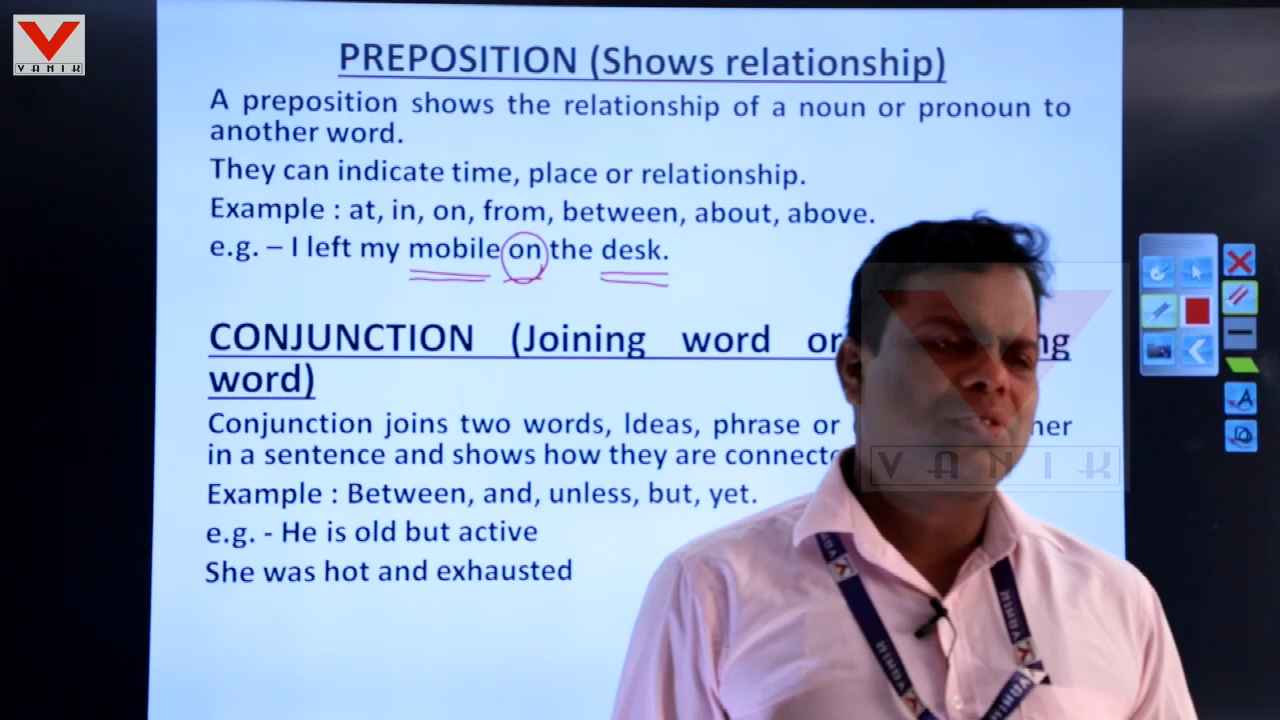 VANIK
PREPOSITION (Shows relationship)
A preposition shows the relationship of a noun or pronoun to
another word.
They can indicate time, place or relationship.
Example : at, in, on, from, between, about, above.
e.g. – I left my mobile on the desk.
CONJUNCTION (Joining word or
word)
Conjunction joins two words, Ideas, phrase or
in a sentence and shows how they are
Example : Between, and, unless, but, yet.
e.g. - He is old but active
She was hot and exhausted
VANIK
A